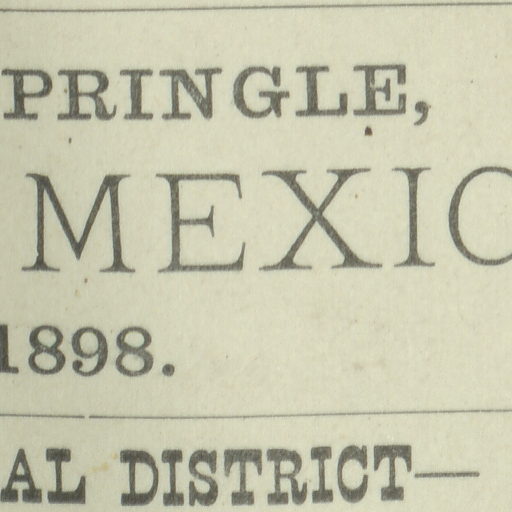 PRINGLE,
MEXIC
1898.
AL DISTRICT—